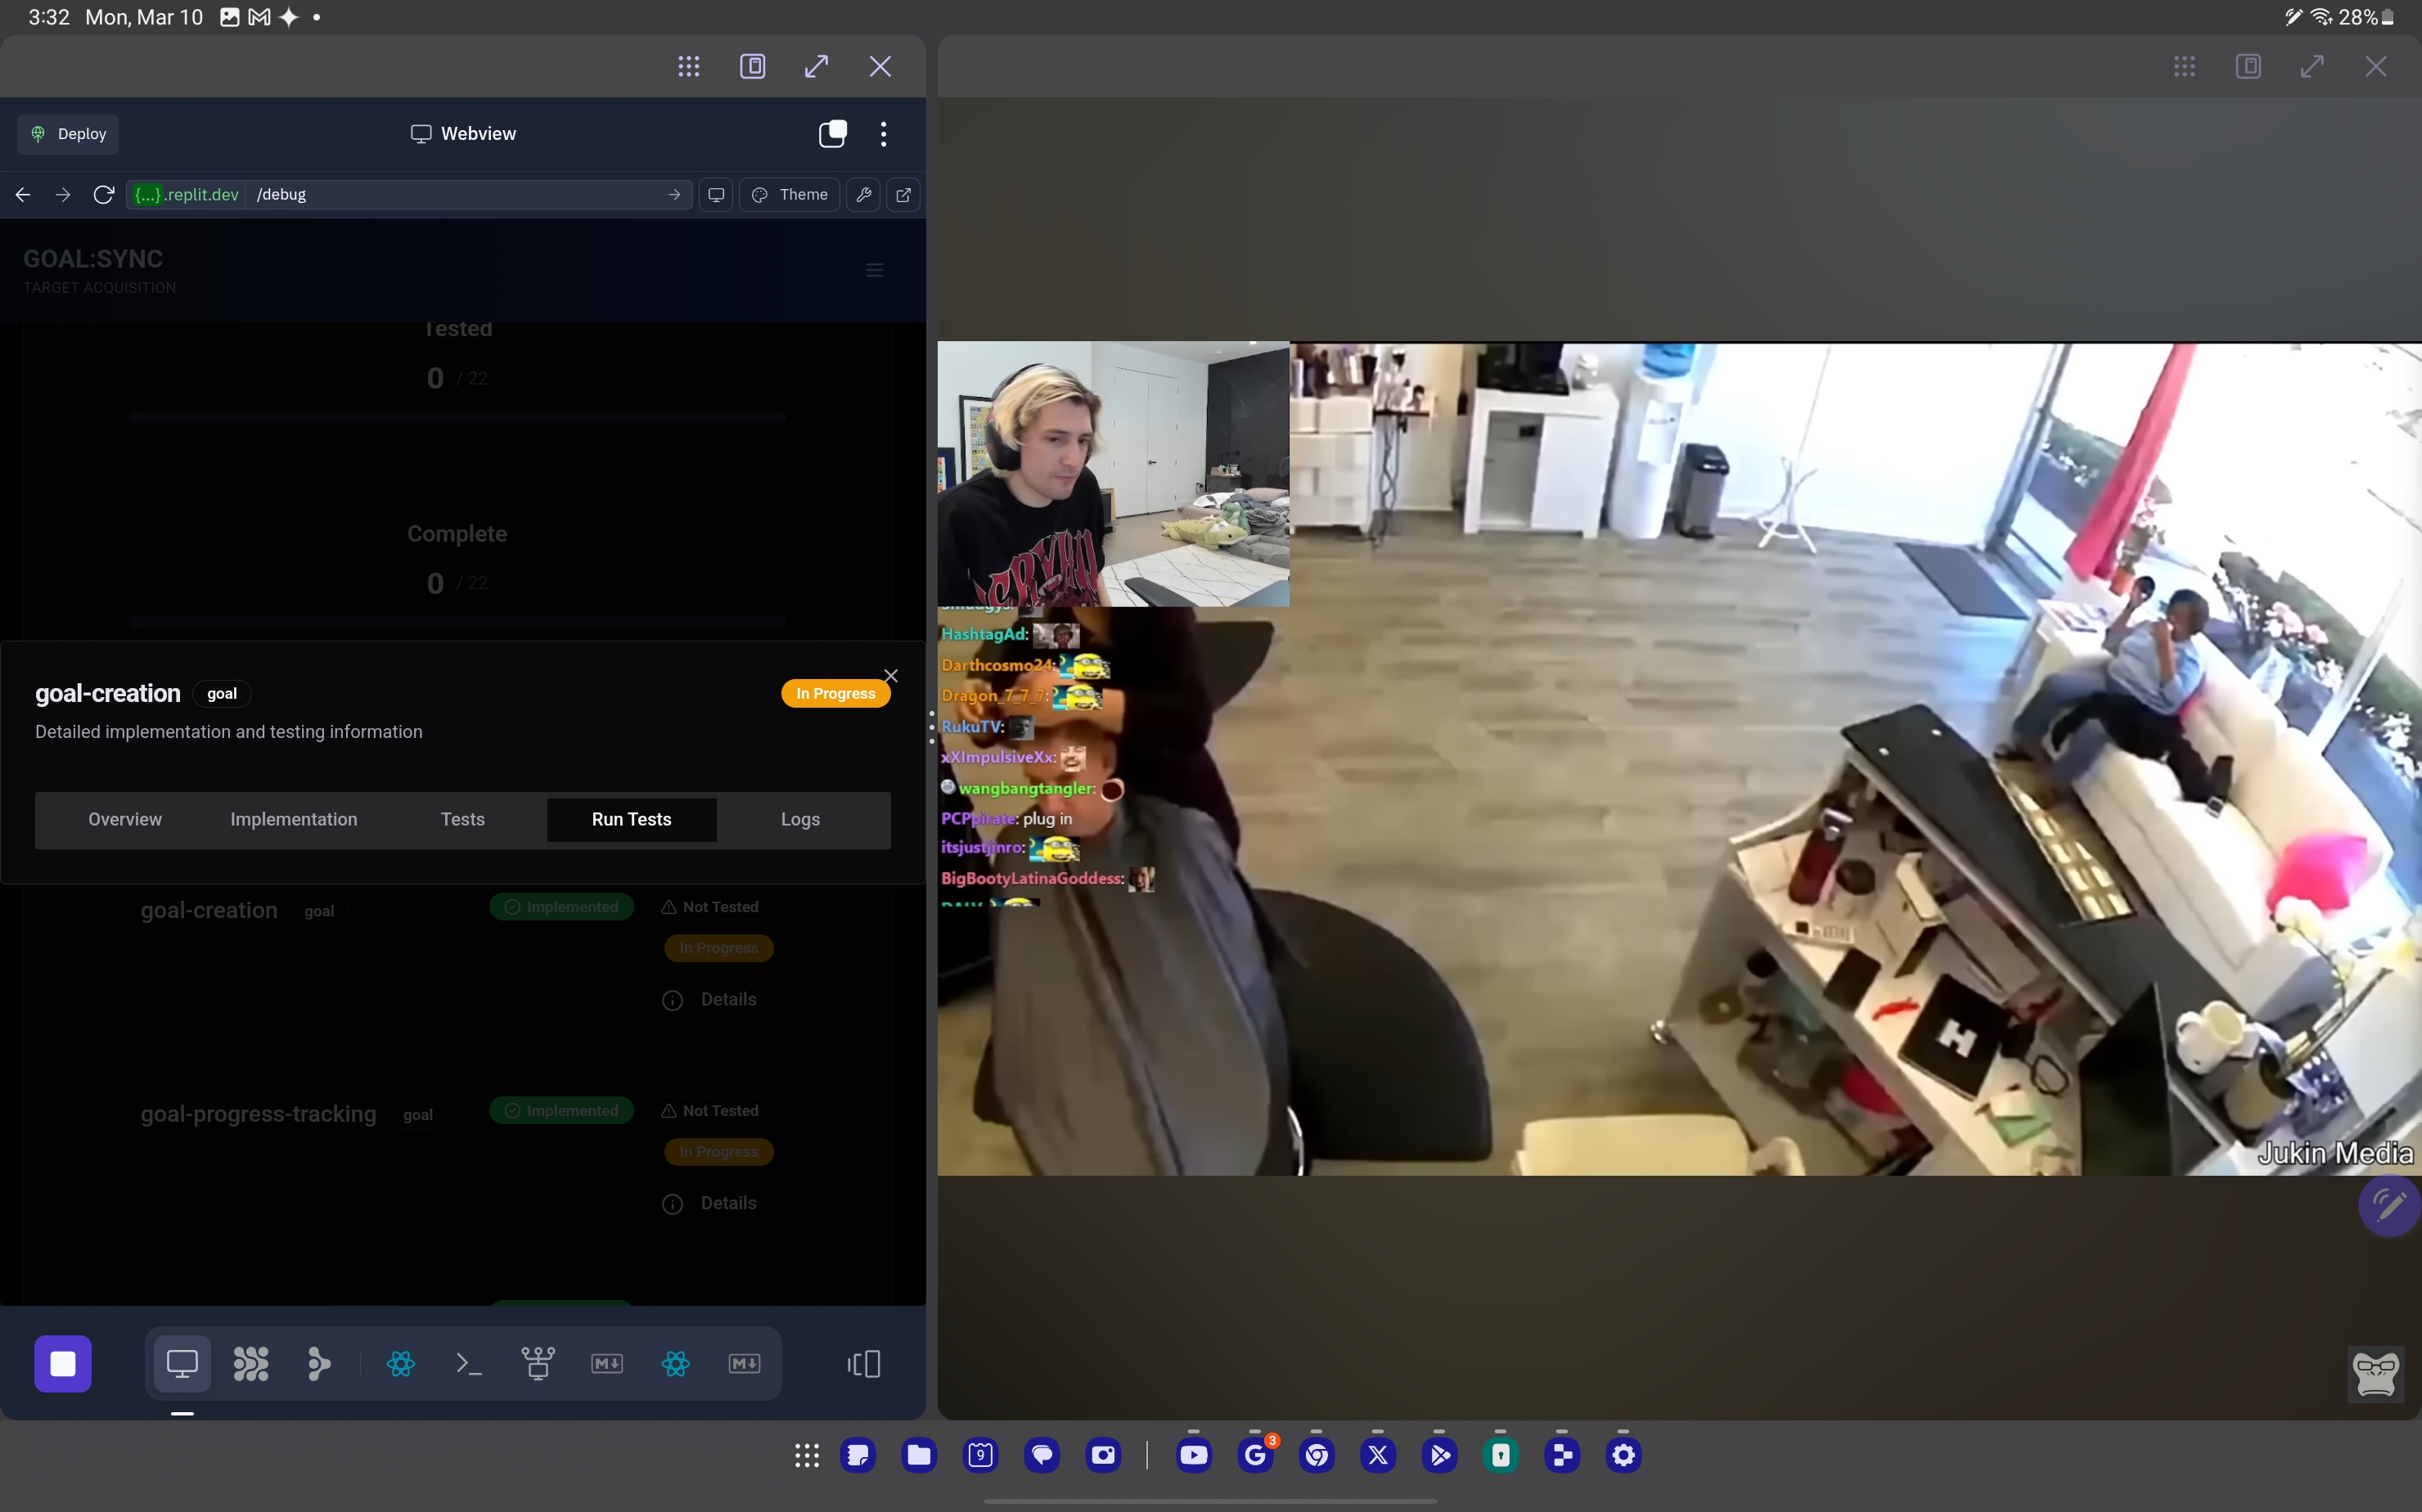 3:32 Mon, Mar 10
28%
Deploy
Webview
{...}.replit.dev /debug
Theme
GOAL:SYNC
TARGET ACQUISITION
Tested
0 / 22
Complete
0 / 22
goal-creation goal
In Progress
Detailed implementation and testing information
Overview Implementation Tests Run Tests Logs
goal-creation goal Implemented Not Tested
In Progress
Details
goal-progress-tracking goal Implemented Not Tested
In Progress
Details
M↓
M↓
HashtagAd:
Darthcosmo24:
Dragon_7_7_7:
RukuTV:
xXImpulsiveXx:
wangbangtangler:
PCPpirate: plug in
itsjustjinro:
BigBootyLatinaGoddess:
H
Jukin Media
9
G
3
X